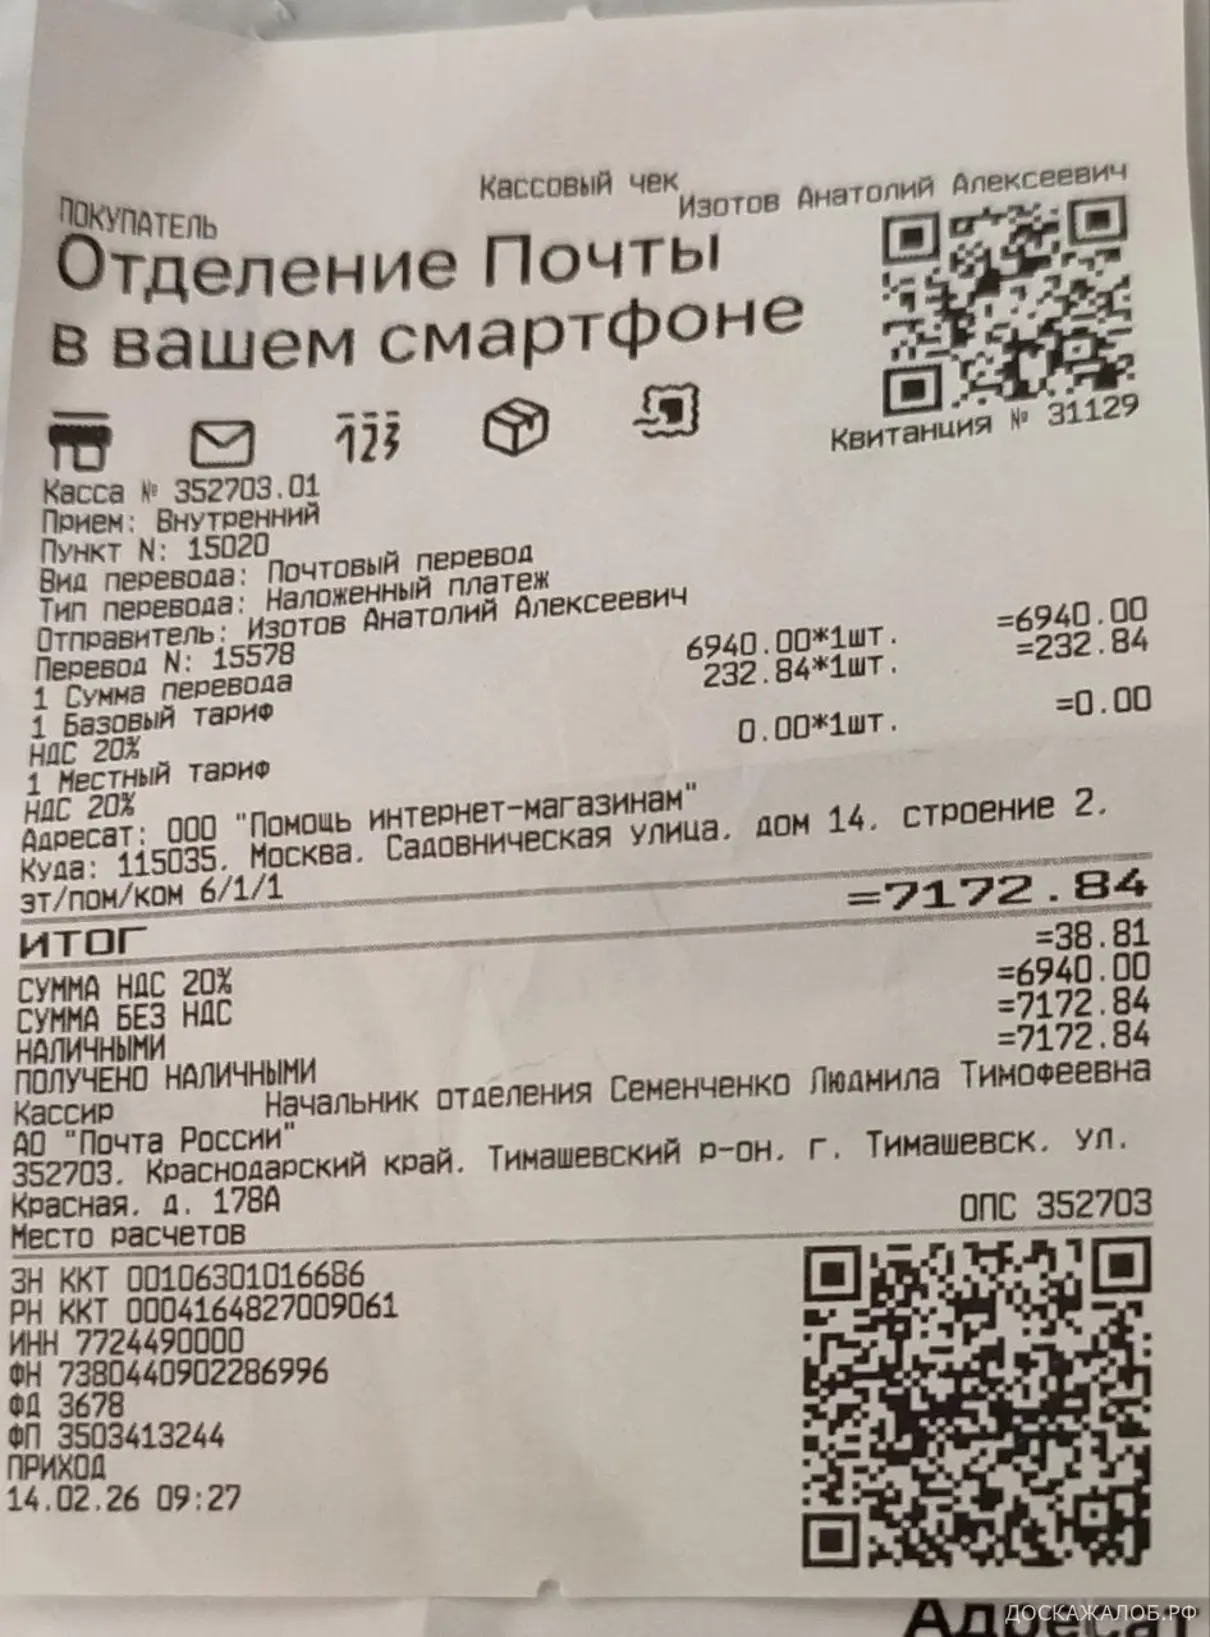 Кассовый чек
ПОКУПАТЕЛЬ
Изотов Анатолий Алексеевич
Отделение Почты
в вашем смартфоне
123
Квитанция № 31129
Касса № 352703.01
Прием: Внутренний
Пункт N: 15020
Вид перевода: Почтовый перевод
Тип перевода: Наложенный платеж
Отправитель: Изотов Анатолий Алексеевич
Перевод N: 15578
1 Сумма перевода 6940.00*1шт. =6940.00
1 Базовый тариф 232.84*1шт. =232.84
НДС 20%
1 Местный тариф 0.00*1шт. =0.00
НДС 20%
Адресат: ООО "Помощь интернет-магазинам"
Куда: 115035, Москва, Садовническая улица, дом 14, строение 2,
эт/пом/ком 6/1/1
ИТОГ =7172.84
СУММА НДС 20% =38.81
СУММА БЕЗ НДС =6940.00
НАЛИЧНЫМИ =7172.84
ПОЛУЧЕНО НАЛИЧНЫМИ =7172.84
Кассир Начальник отделения Семенченко Людмила Тимофеевна
АО "Почта России"
352703, Краснодарский край, Тимашевский р-он, г. Тимашевск, ул.
Красная, д. 178А
Место расчетов ОПС 352703
ЗН ККТ 00106301016686
РН ККТ 0004164827009061
ИНН 7724490000
ФН 7380440902286996
ФД 3678
ФП 3503413244
ПРИХОД
14.02.26 09:27
Адресат
ДОСКАЖАЛОБ.РФ